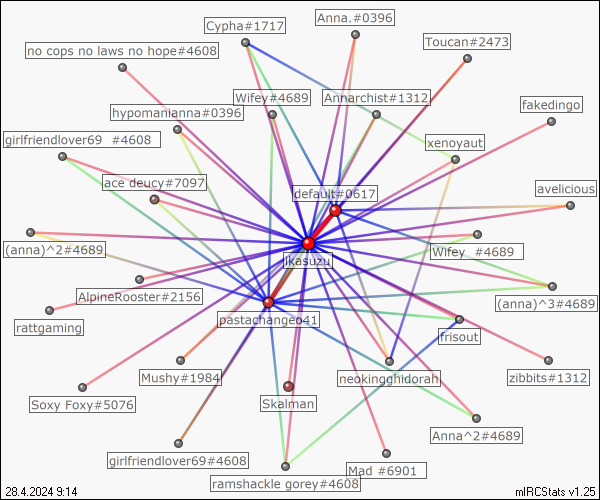 Cypha#1717
Anna.#0396
Toucan#2473
no cops no laws no hope#4608
Wifey#4689
Annarchist#1312
fakedingo
hypomanianna#0396
girlfriendlover69 #4608
xenoyaut
ace deucy#7097
default#0617
avelicious
(anna)^2#4689
ikasuzu
Wifey #4689
AlpineRooster#2156
(anna)^3#4689
rattgaming
pastachangeo41
frisout
Mushy#1984
neokingghidorah
zibbits#1312
Soxy Foxy#5076
Skalman
Anna^2#4689
girlfriendlover69#4608
Mad #6901
ramshackle gorey#4608
28.4.2024 9:14
mIRCStats v1.25